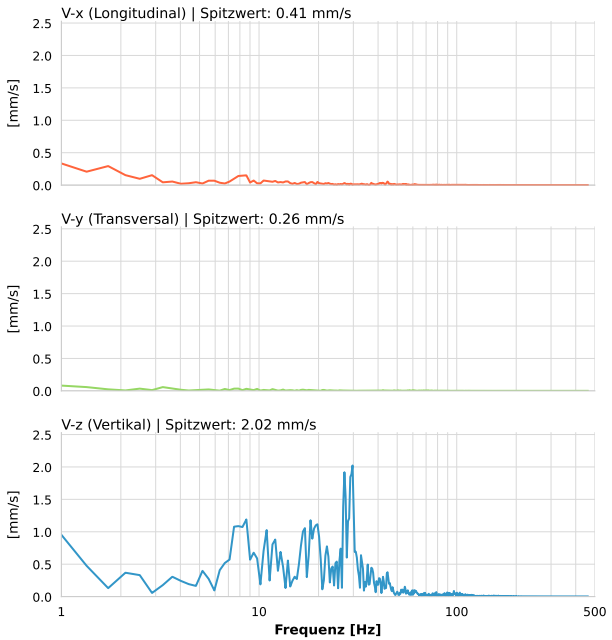 V-x (Longitudinal) | Spitzwert: 0.41 mm/s
2.5
2.0
1.5
1.0
0.5
0.0
[mm/s]
V-y (Transversal) | Spitzwert: 0.26 mm/s
2.5
2.0
1.5
1.0
0.5
0.0
[mm/s]
V-z (Vertikal) | Spitzwert: 2.02 mm/s
2.5
2.0
1.5
1.0
0.5
0.0
[mm/s]
1 10 100 500
Frequenz [Hz]